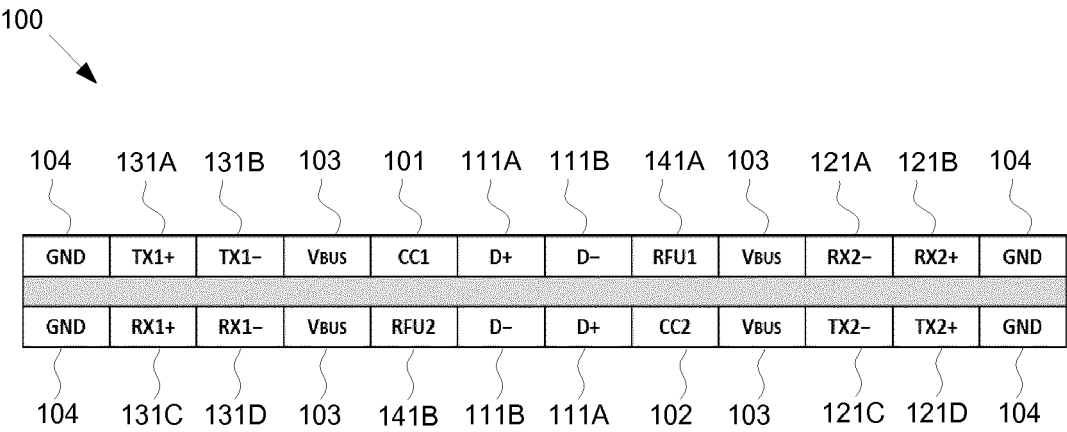 100
104 131A 131B 103 101 111A 111B 141A 103 121A 121B 104
GND TX1+ TX1− VBUS CC1 D+ D− RFU1 VBUS RX2− RX2+ GND
GND RX1+ RX1− VBUS RFU2 D− D+ CC2 VBUS TX2− TX2+ GND
104 131C 131D 103 141B 111B 111A 102 103 121C 121D 104